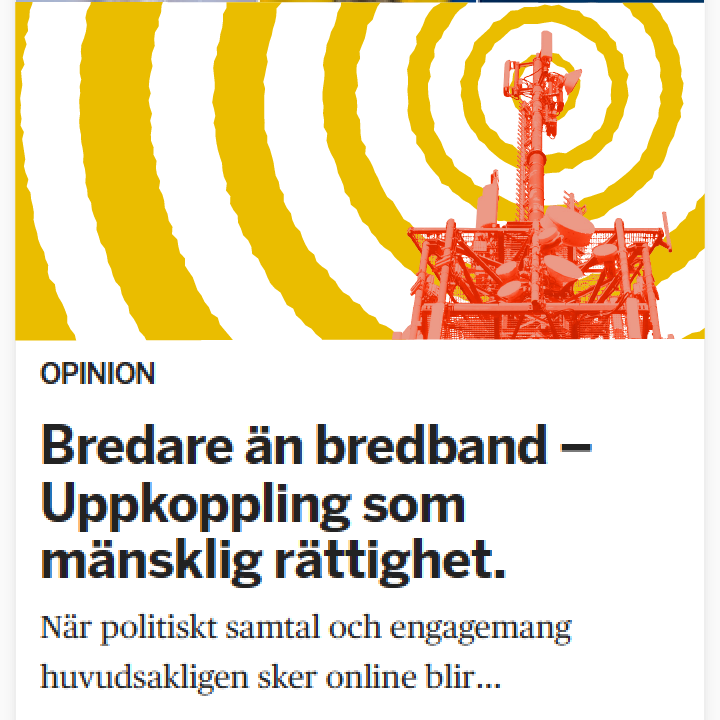 OPINION
Bredare än bredband –
Uppkoppling som
mänsklig rättighet.
När politiskt samtal och engagemang
huvudsakligen sker online blir...